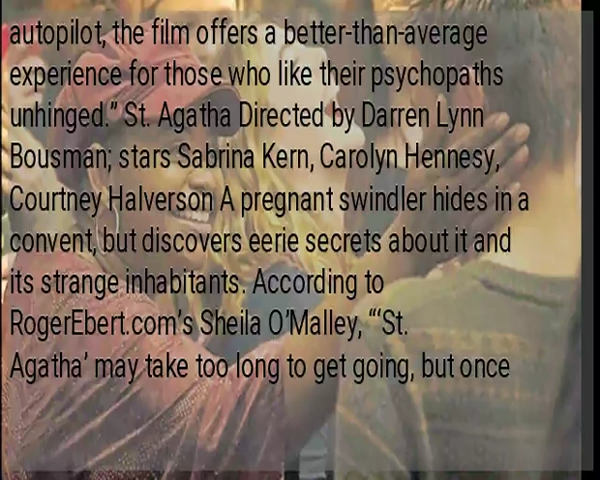 autopilot, the film offers a better-than-average
experience for those who like their psychopaths
unhinged.” St. Agatha Directed by Darren Lynn
Bousman; stars Sabrina Kern, Carolyn Hennesy,
Courtney Halverson A pregnant swindler hides in a
convent, but discovers eerie secrets about it and
its strange inhabitants. According to
RogerEbert.com’s Sheila O’Malley, “‘St.
Agatha’ may take too long to get going, but once